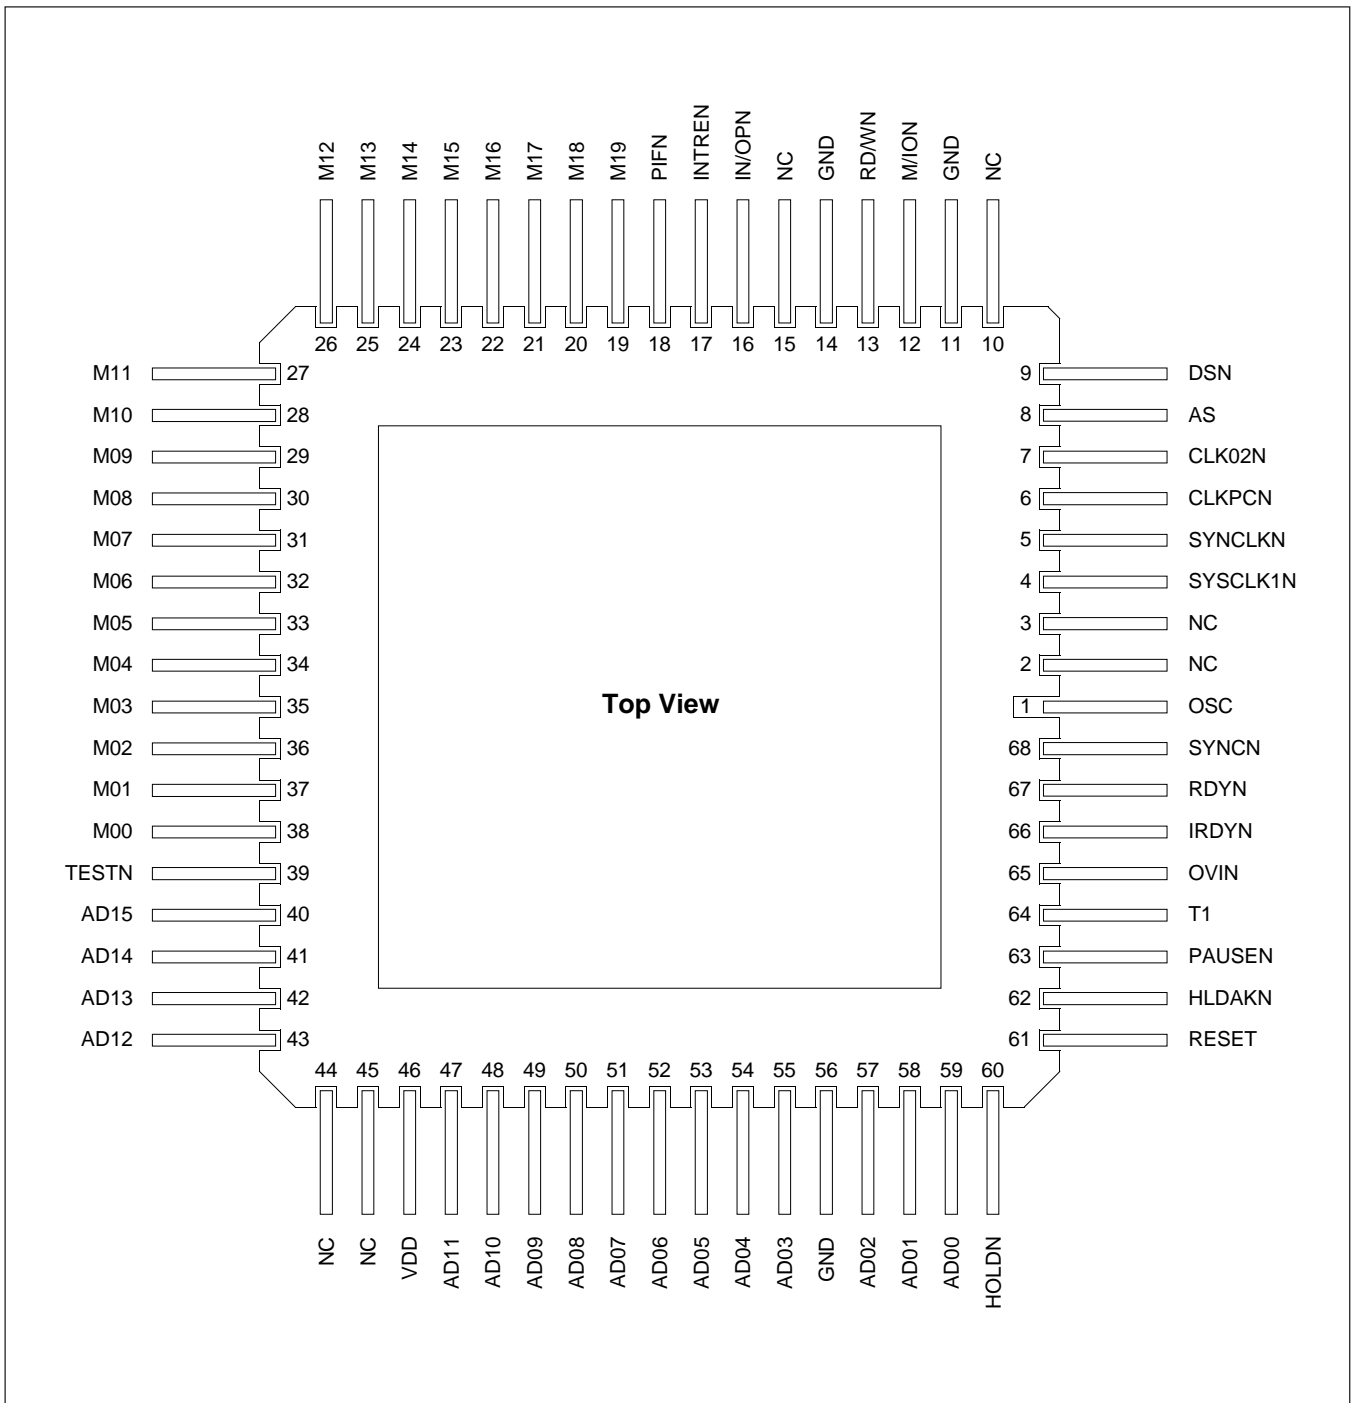 M12 M13 M14 M15 M16 M17 M18 M19 PIFN INTREN IN/OPN NC GND RD/WN M/ION GND NC
26 25 24 23 22 21 20 19 18 17 16 15 14 13 12 11 10
M11 27 9 DSN
M10 28 8 AS
M09 29 7 CLK02N
M08 30 6 CLKPCN
M07 31 5 SYNCLKN
M06 32 4 SYSCLK1N
M05 33 3 NC
M04 34 2 NC
M03 35 Top View 1 OSC
M02 36 68 SYNCN
M01 37 67 RDYN
M00 38 66 IRDYN
TESTN 39 65 OVIN
AD15 40 64 T1
AD14 41 63 PAUSEN
AD13 42 62 HLDAKN
AD12 43 61 RESET
44 45 46 47 48 49 50 51 52 53 54 55 56 57 58 59 60
NC NC VDD AD11 AD10 AD09 AD08 AD07 AD06 AD05 AD04 AD03 GND AD02 AD01 AD00 HOLDN